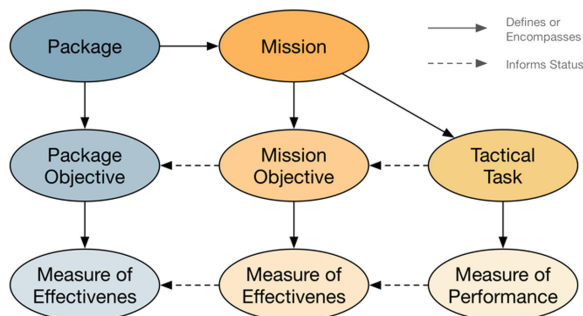 Package
Mission
Defines or
Encompasses
Informs Status
Package
Objective
Mission
Objective
Tactical
Task
Measure of
Effectivenes
Measure of
Effectivenes
Measure of
Performance